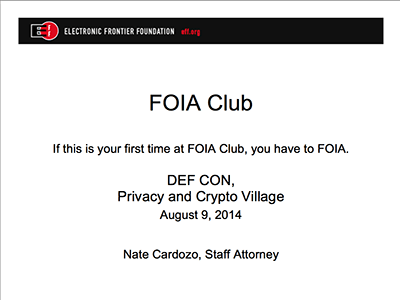 ELECTRONIC FRONTIER FOUNDATION eff.org
FOIA Club
If this is your first time at FOIA Club, you have to FOIA.
DEF CON,
Privacy and Crypto Village
August 9, 2014
Nate Cardozo, Staff Attorney